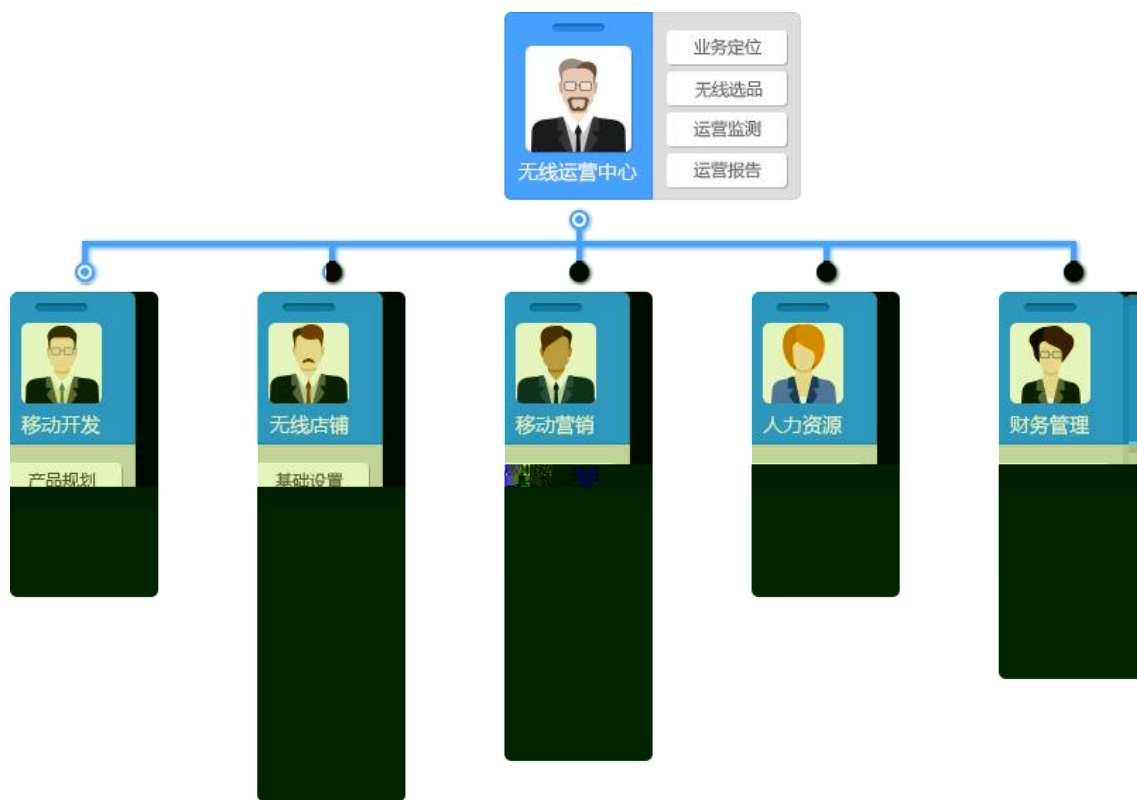 业务定位
无线选品
运营监测
运营报告
无线运营中心
移动开发
无线店铺
移动营销
人力资源
财务管理
产品规划
基础设置